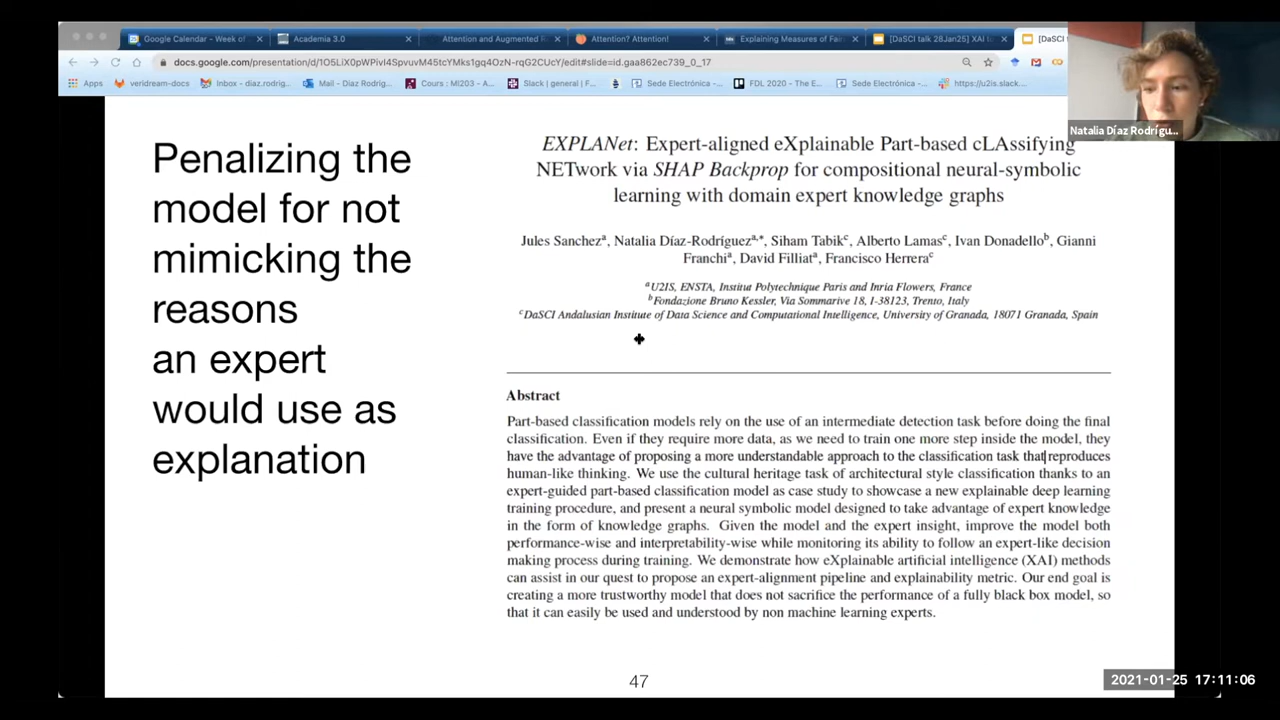 Google Calendar - Week of
Academia 3.0
Attention and Augmented R
Attention? Attention!
Explaining Measures of Fai
[DaSCI talk 28Jan25] XAI t
[DaSCI
docs.google.com/presentation/d/1O5LiX0pWPivI4SpvuvM45tcYMks1gq4OzN-rqG2CUcY/edit#slide=id.gaa862ec739_0_17
Apps
veridream-docs
Inbox - diaz.rodrig...
Mail - Díaz Rodríg...
Cours : MI203 - Pr...
Slack | general | F...
Sede Electrónica -...
FDL 2020 - The E...
Sede Electrónica -...
https://u2is.slack...
Natalia Díaz Rodrígu...
Penalizing the
model for not
mimicking the
reasons
an expert
would use as
explanation
EXPLANet: Expert-aligned eXplainable Part-based cLAssifying
NETwork via SHAP Backprop for compositional neural-symbolic
learning with domain expert knowledge graphs
Jules Sanchezᵃ, Natalia Díaz-Rodríguezᵃ,*, Siham Tabikᶜ, Alberto Lamasᶜ, Ivan Donadelloᵇ, Gianni
Franchiᵃ, David Filliatᵃ, Francisco Herreraᶜ
ᵃU2IS, ENSTA, Institut Polytechnique Paris and Inria Flowers, France
ᵇFondazione Bruno Kessler, Via Sommarive 18, I-38123, Trento, Italy
ᶜDaSCI Andalusian Institute of Data Science and Computational Intelligence, University of Granada, 18071 Granada, Spain
Abstract
Part-based classification models rely on the use of an intermediate detection task before doing the final
classification. Even if they require more data, as we need to train one more step inside the model, they
have the advantage of proposing a more understandable approach to the classification task that reproduces
human-like thinking. We use the cultural heritage task of architectural style classification thanks to an
expert-guided part-based classification model as case study to showcase a new explainable deep learning
training procedure, and present a neural symbolic model designed to take advantage of expert knowledge
in the form of knowledge graphs. Given the model and the expert insight, improve the model both
performance-wise and interpretability-wise while monitoring its ability to follow an expert-like decision
making process during training. We demonstrate how eXplainable artificial intelligence (XAI) methods
can assist in our quest to propose an expert-alignment pipeline and explainability metric. Our end goal is
creating a more trustworthy model that does not sacrifice the performance of a fully black box model, so
that it can easily be used and understood by non machine learning experts.
47
2021-01-25 17:11:06